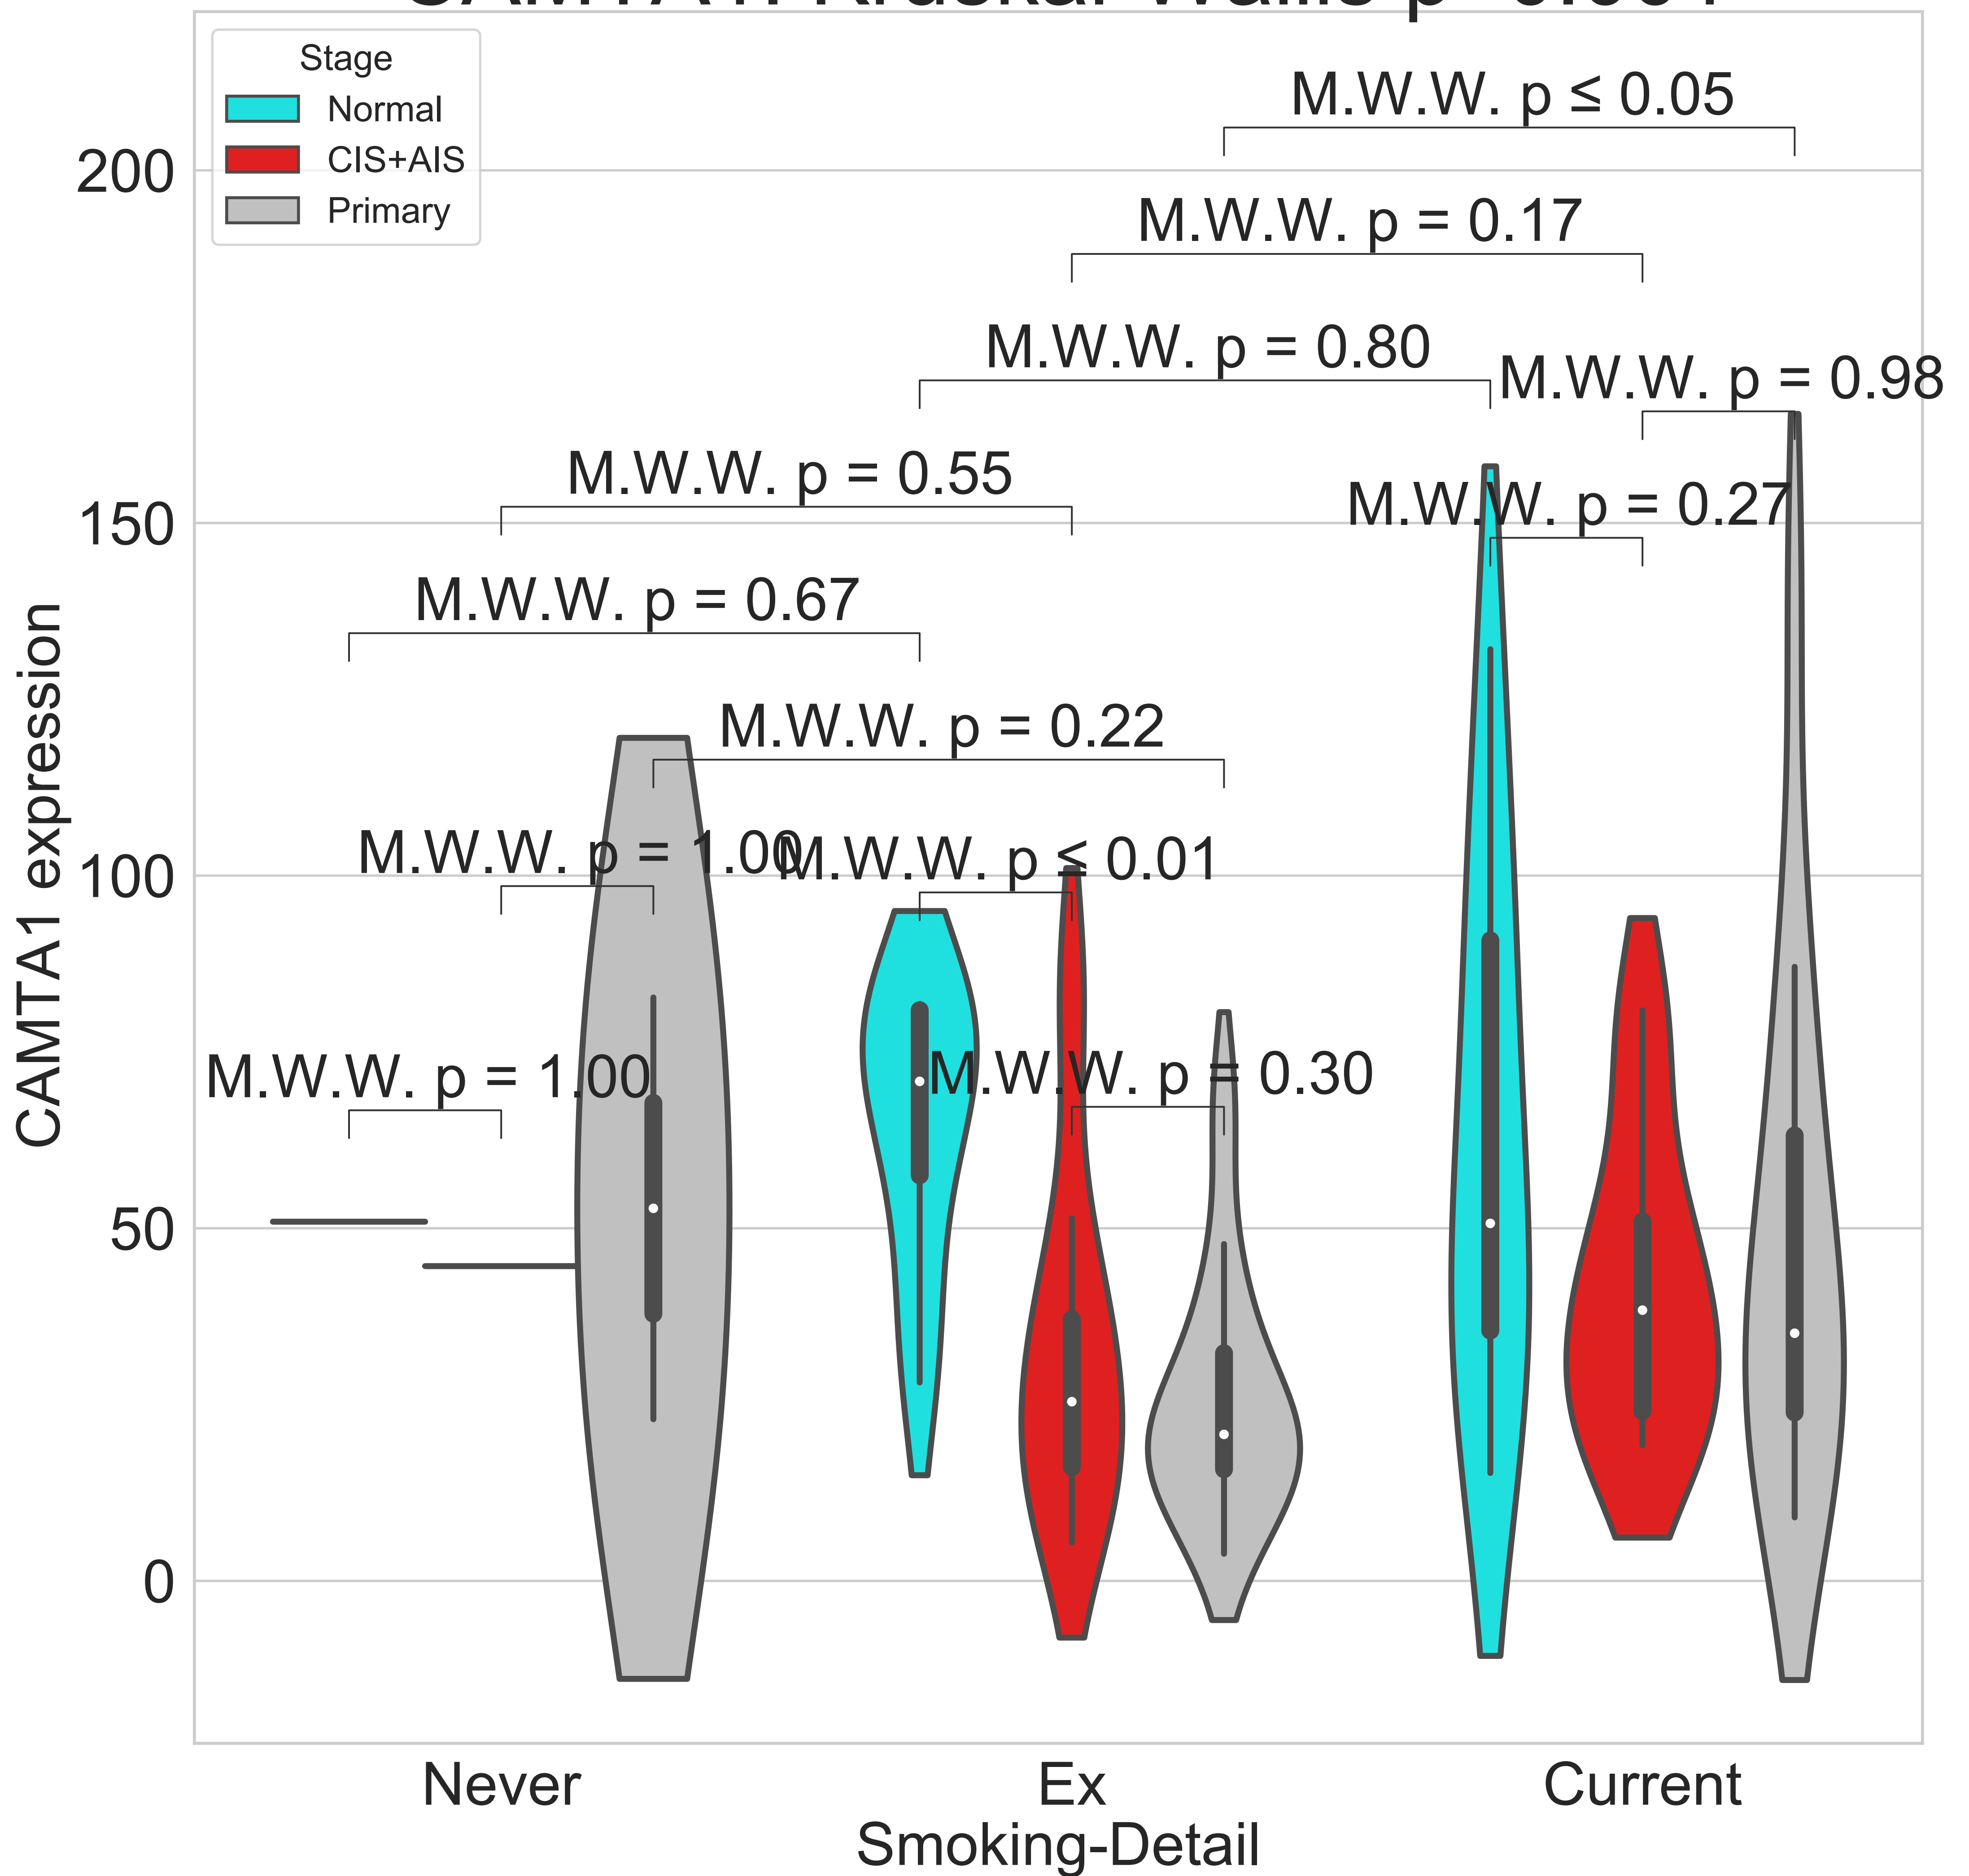 Stage
Normal
CIS+AIS
Primary
M.W.W. p ≤ 0.05
M.W.W. p = 0.17
M.W.W. p = 0.80
M.W.W. p = 0.98
M.W.W. p = 0.55
M.W.W. p = 0.27
M.W.W. p = 0.67
M.W.W. p = 0.22
M.W.W. p = 1.00
M.W.W. p ≤ 0.01
M.W.W. p = 1.00
M.W.W. p = 0.30
CAMTA1 expression
200
150
100
50
0
Never
Ex
Current
Smoking-Detail